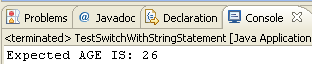 Problems @ Javadoc Declaration Console
<terminated> TestSwitchWithStringStatement [Java Application
Expected AGE IS: 26